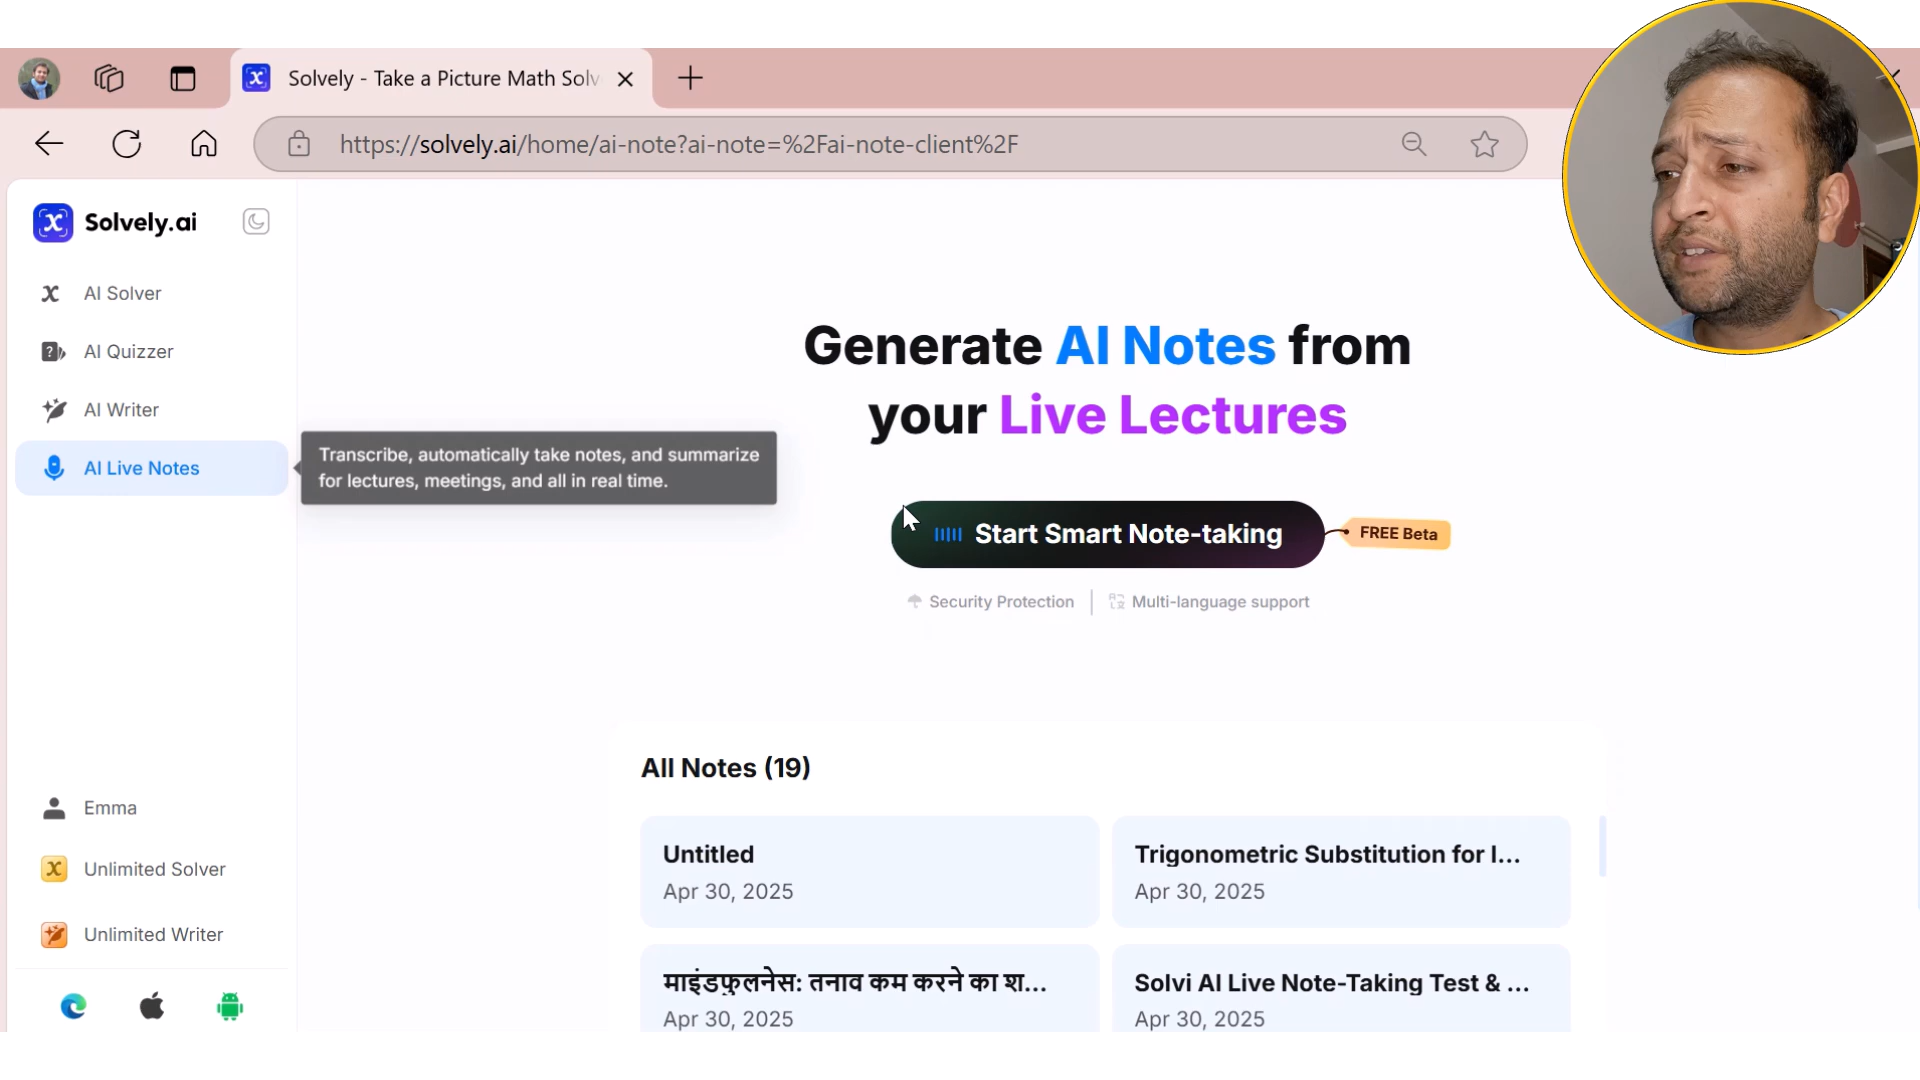 Solvely - Take a Picture Math Solv
https://solvely.ai/home/ai-note?ai-note=%2Fai-note-client%2F
Solvely.ai
AI Solver
AI Quizzer
AI Writer
AI Live Notes
Transcribe, automatically take notes, and summarize
for lectures, meetings, and all in real time.
Generate AI Notes from
your Live Lectures
Start Smart Note-taking
FREE Beta
Security Protection
Multi-language support
All Notes (19)
Untitled
Apr 30, 2025
Trigonometric Substitution for I...
Apr 30, 2025
माइंडफुलनेस: तनाव कम करने का श...
Apr 30, 2025
Solvi AI Live Note-Taking Test & ...
Apr 30, 2025
Emma
Unlimited Solver
Unlimited Writer